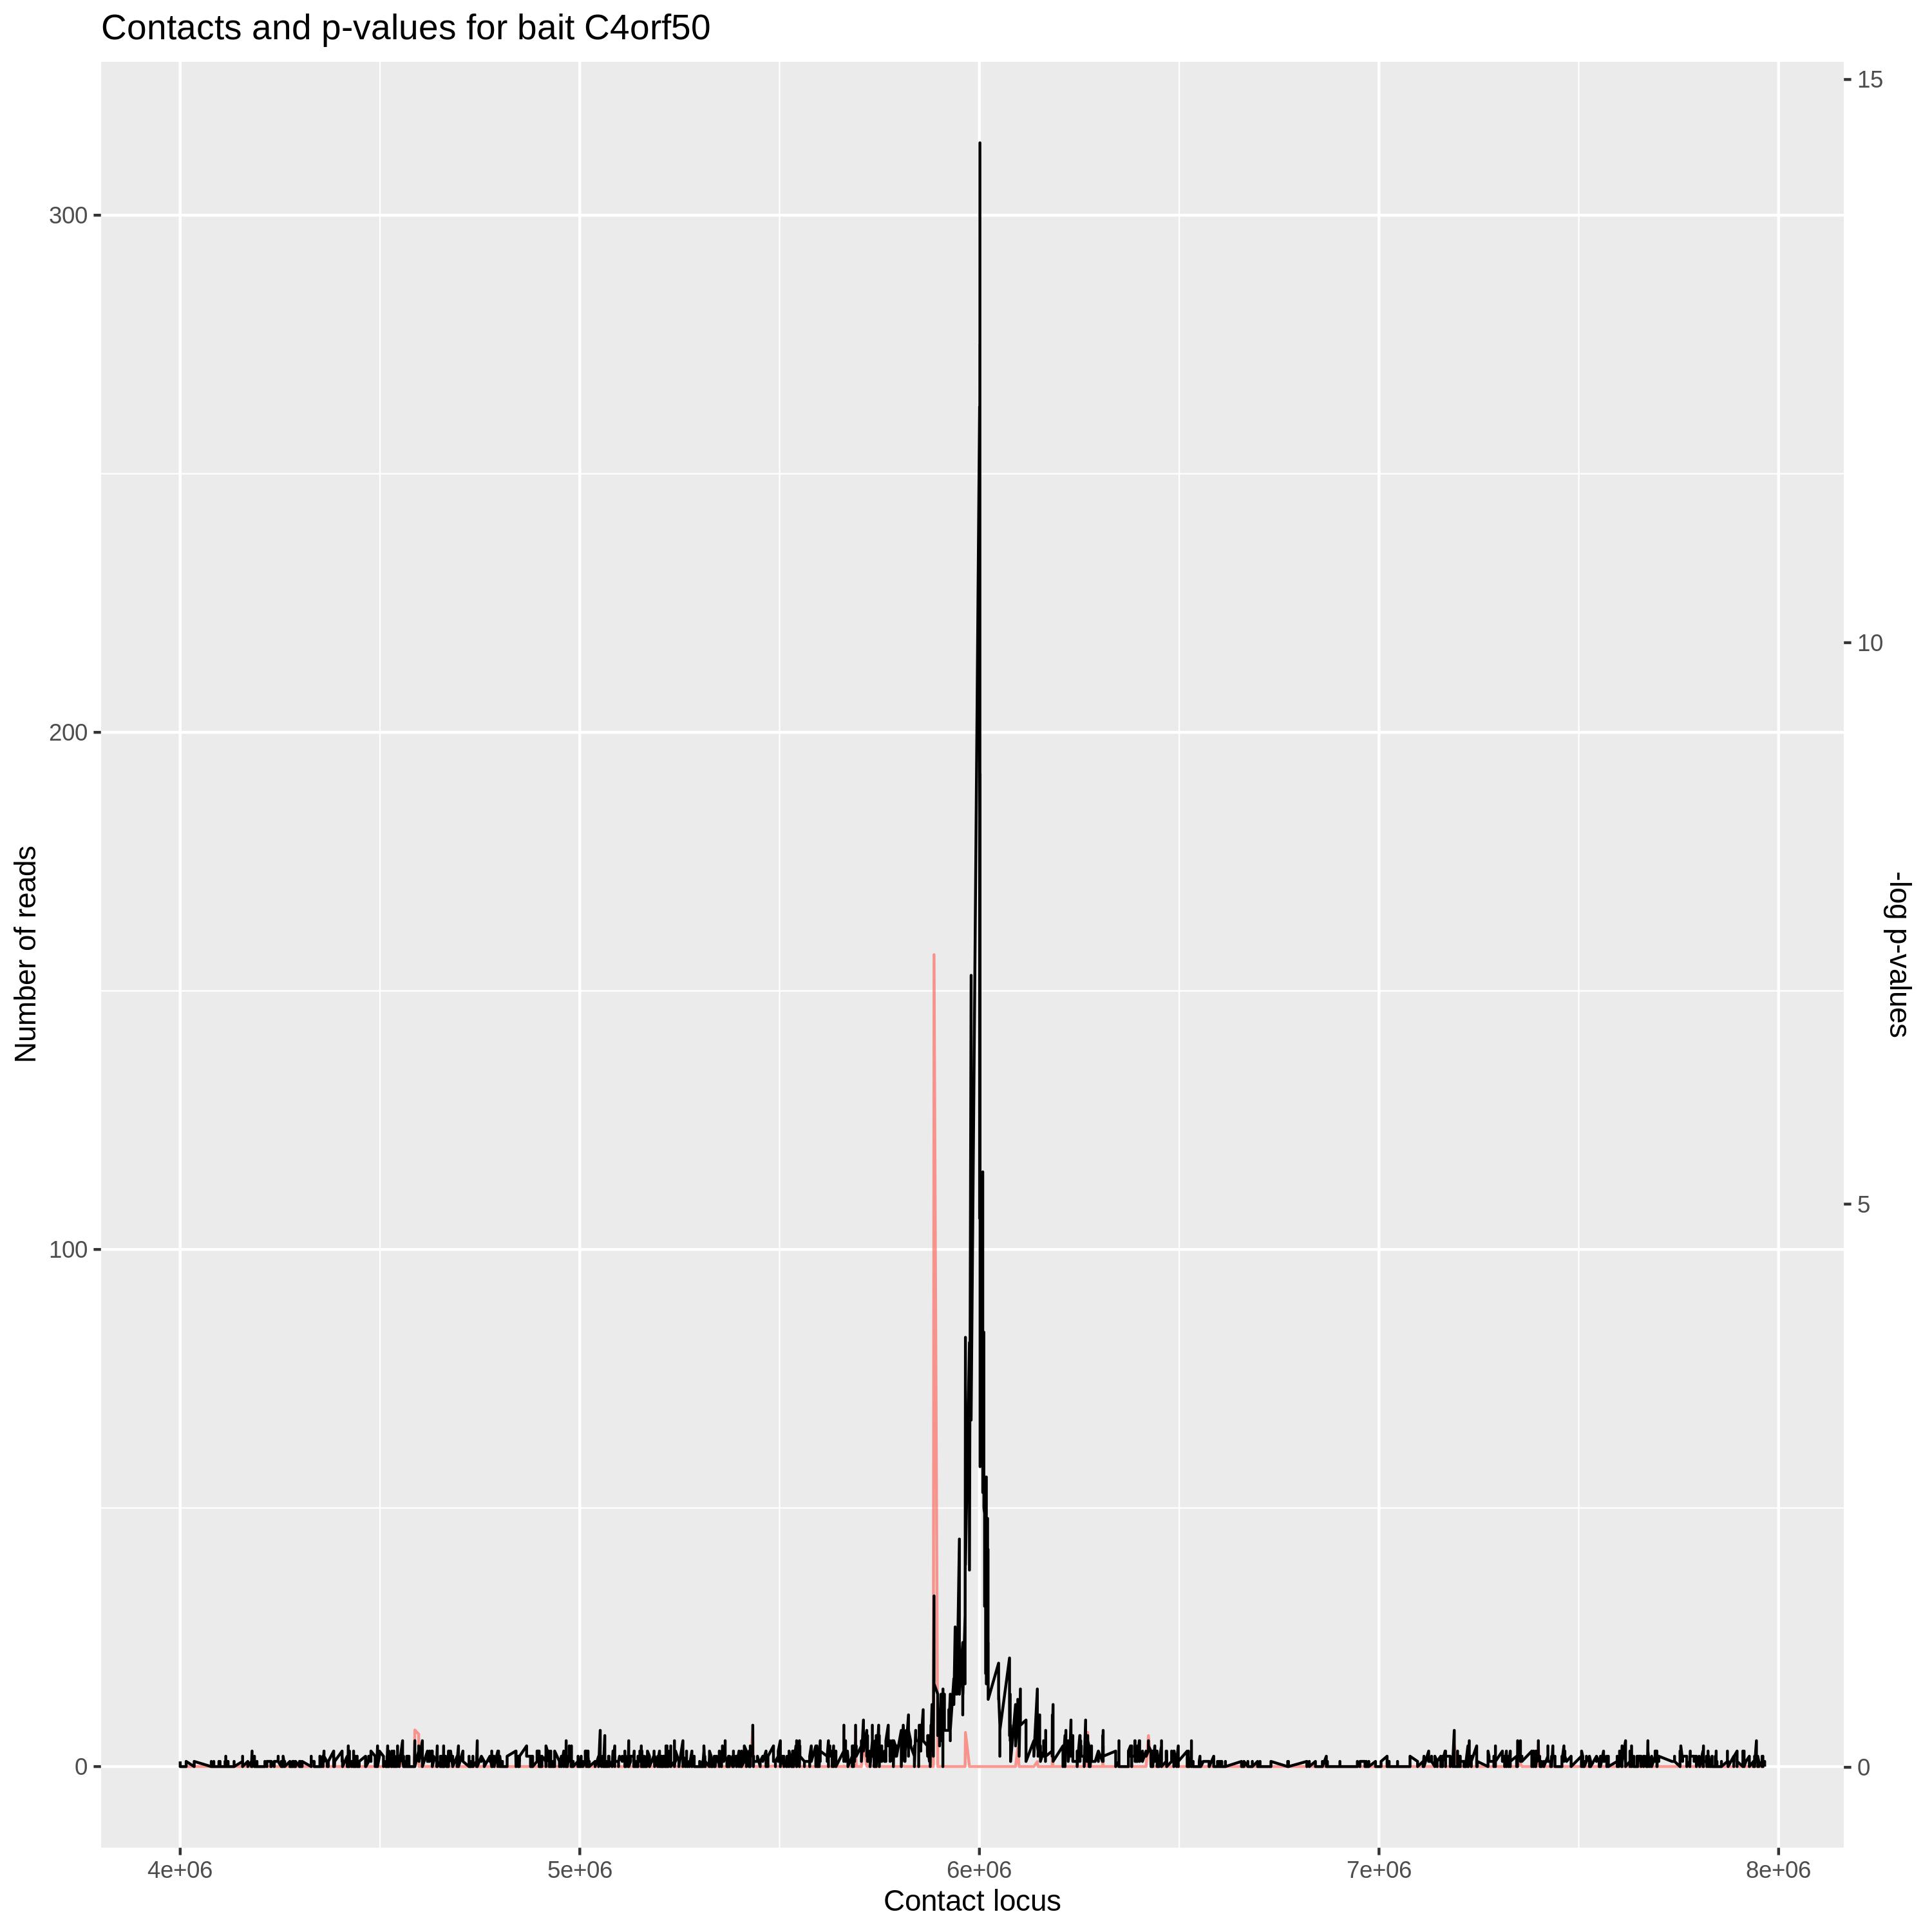 Contacts and p-values for bait C4orf50
300
200
100
0
Number of reads
15
10
5
0
-log p-values
4e+06
5e+06
6e+06
7e+06
8e+06
Contact locus